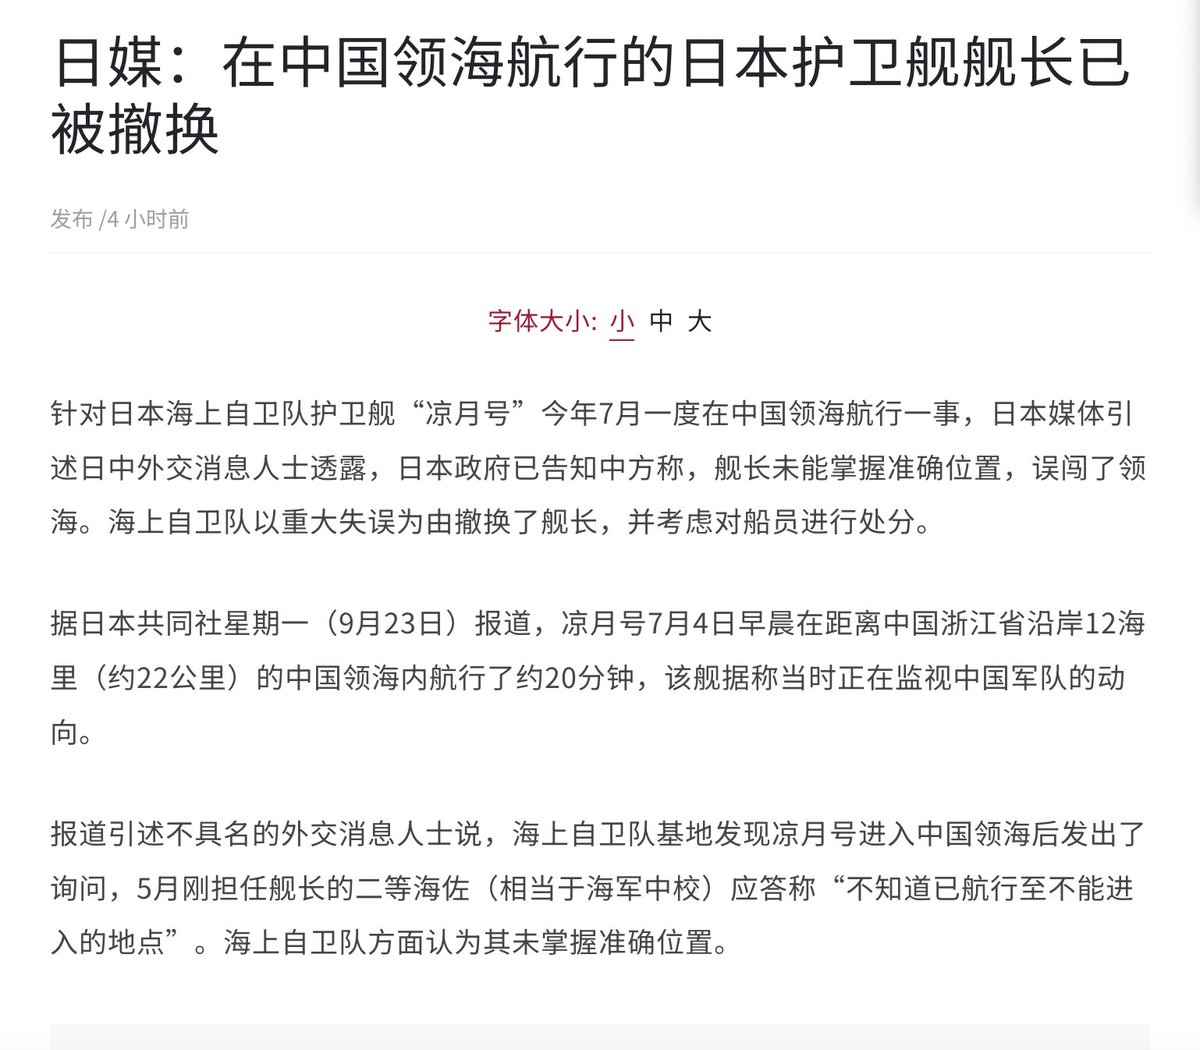 日媒：在中国领海航行的日本护卫舰舰长已
被撤换
发布 /4 小时前
字体大小: 小 中 大
针对日本海上自卫队护卫舰“凉月号”今年7月一度在中国领海航行一事，日本媒体引
述日中外交消息人士透露，日本政府已告知中方称，舰长未能掌握准确位置，误闯了领
海。海上自卫队以重大失误为由撤换了舰长，并考虑对船员进行处分。
据日本共同社星期一（9月23日）报道，凉月号7月4日早晨在距离中国浙江省沿岸12海
里（约22公里）的中国领海内航行了约20分钟，该舰据称当时正在监视中国军队的动
向。
报道引述不具名的外交消息人士说，海上自卫队基地发现凉月号进入中国领海后发出了
询问，5月刚担任舰长的二等海佐（相当于海军中校）应答称“不知道已航行至不能进
入的地点”。海上自卫队方面认为其未掌握准确位置。